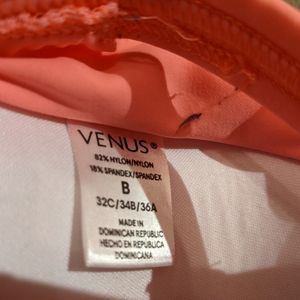 VENUS®
82% NYLON/NYLON
18% SPANDEX/SPANDEX
B
32C/34B/36A
MADE IN
DOMINICAN REPUBLIC
HECHO EN REPUBLICA
DOMINICANA